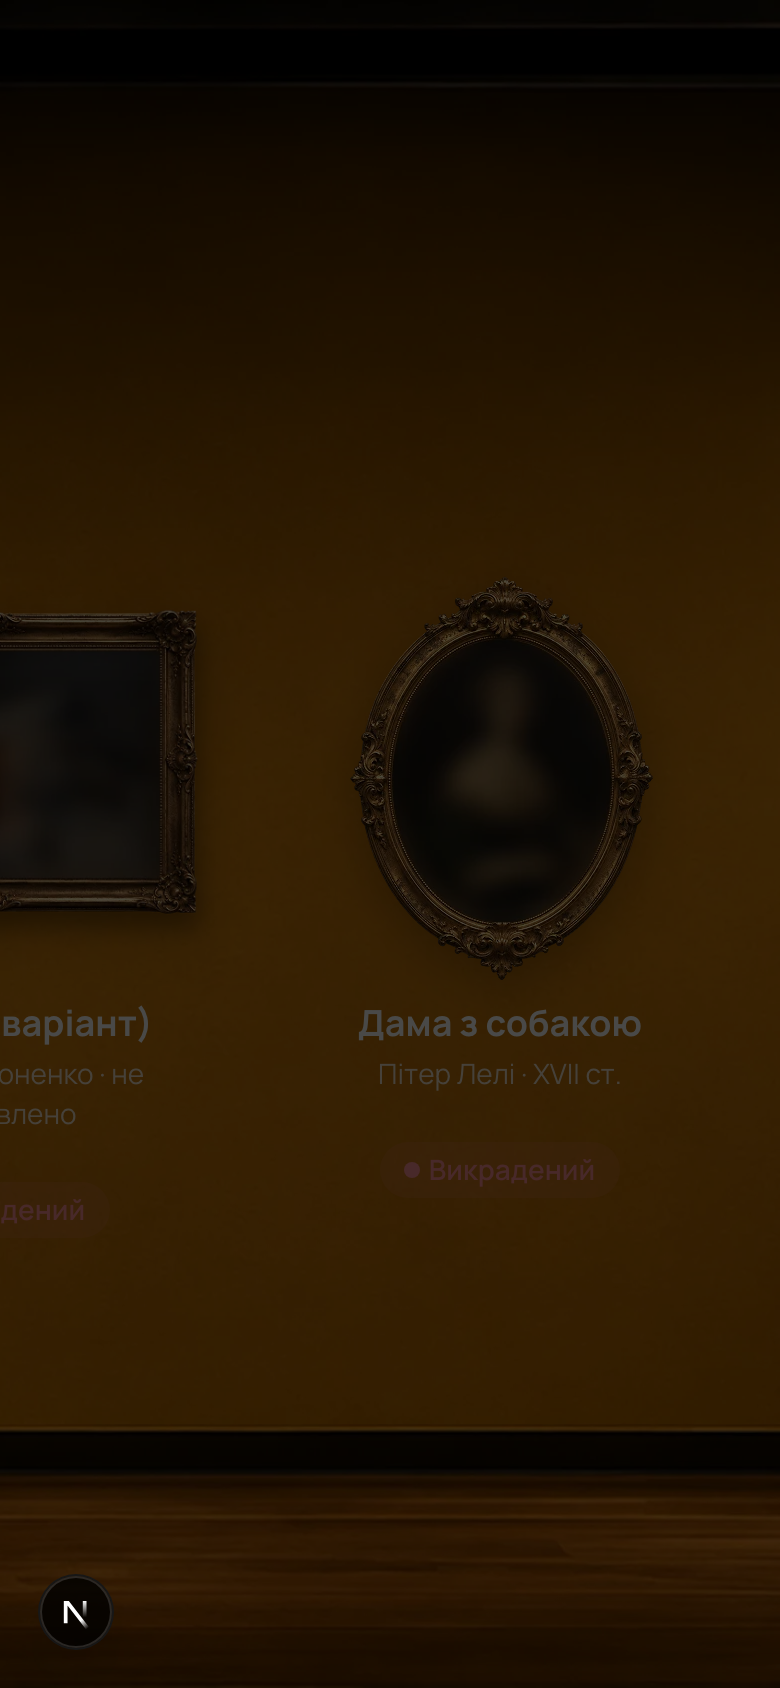 варіант)
оненко · не
влено
дений
Дама з собакою
Пітер Лелі · XVII ст.
Викрадений
N